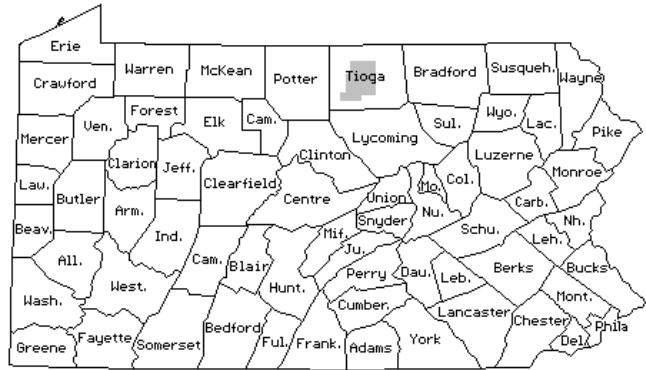 Erie
Crawford
Warren
McKean
Potter
Tioga
Bradford
Susqueh.
Wayne
Mercer
Ven.
Forest
Elk
Cam.
Lycoming
Sul.
Wyo.
Lac.
Pike
Law.
Butler
Clarion
Jeff.
Clearfield
Clinton
Centre
Union
Mo.
Col.
Luzerne
Monroe
Beav.
Arm.
Ind.
Snyder
Nu.
Carb.
All.
Cam.
Blair
Mif.
Ju.
Schu.
Leh.
Nh.
Wash.
West.
Hunt.
Perry
Dau.
Leb.
Berks
Bucks
Greene
Fayette
Somerset
Bedford
Ful.
Frank.
Cumber.
Adams
York
Lancaster
Chester
Mont.
Del.
Phila